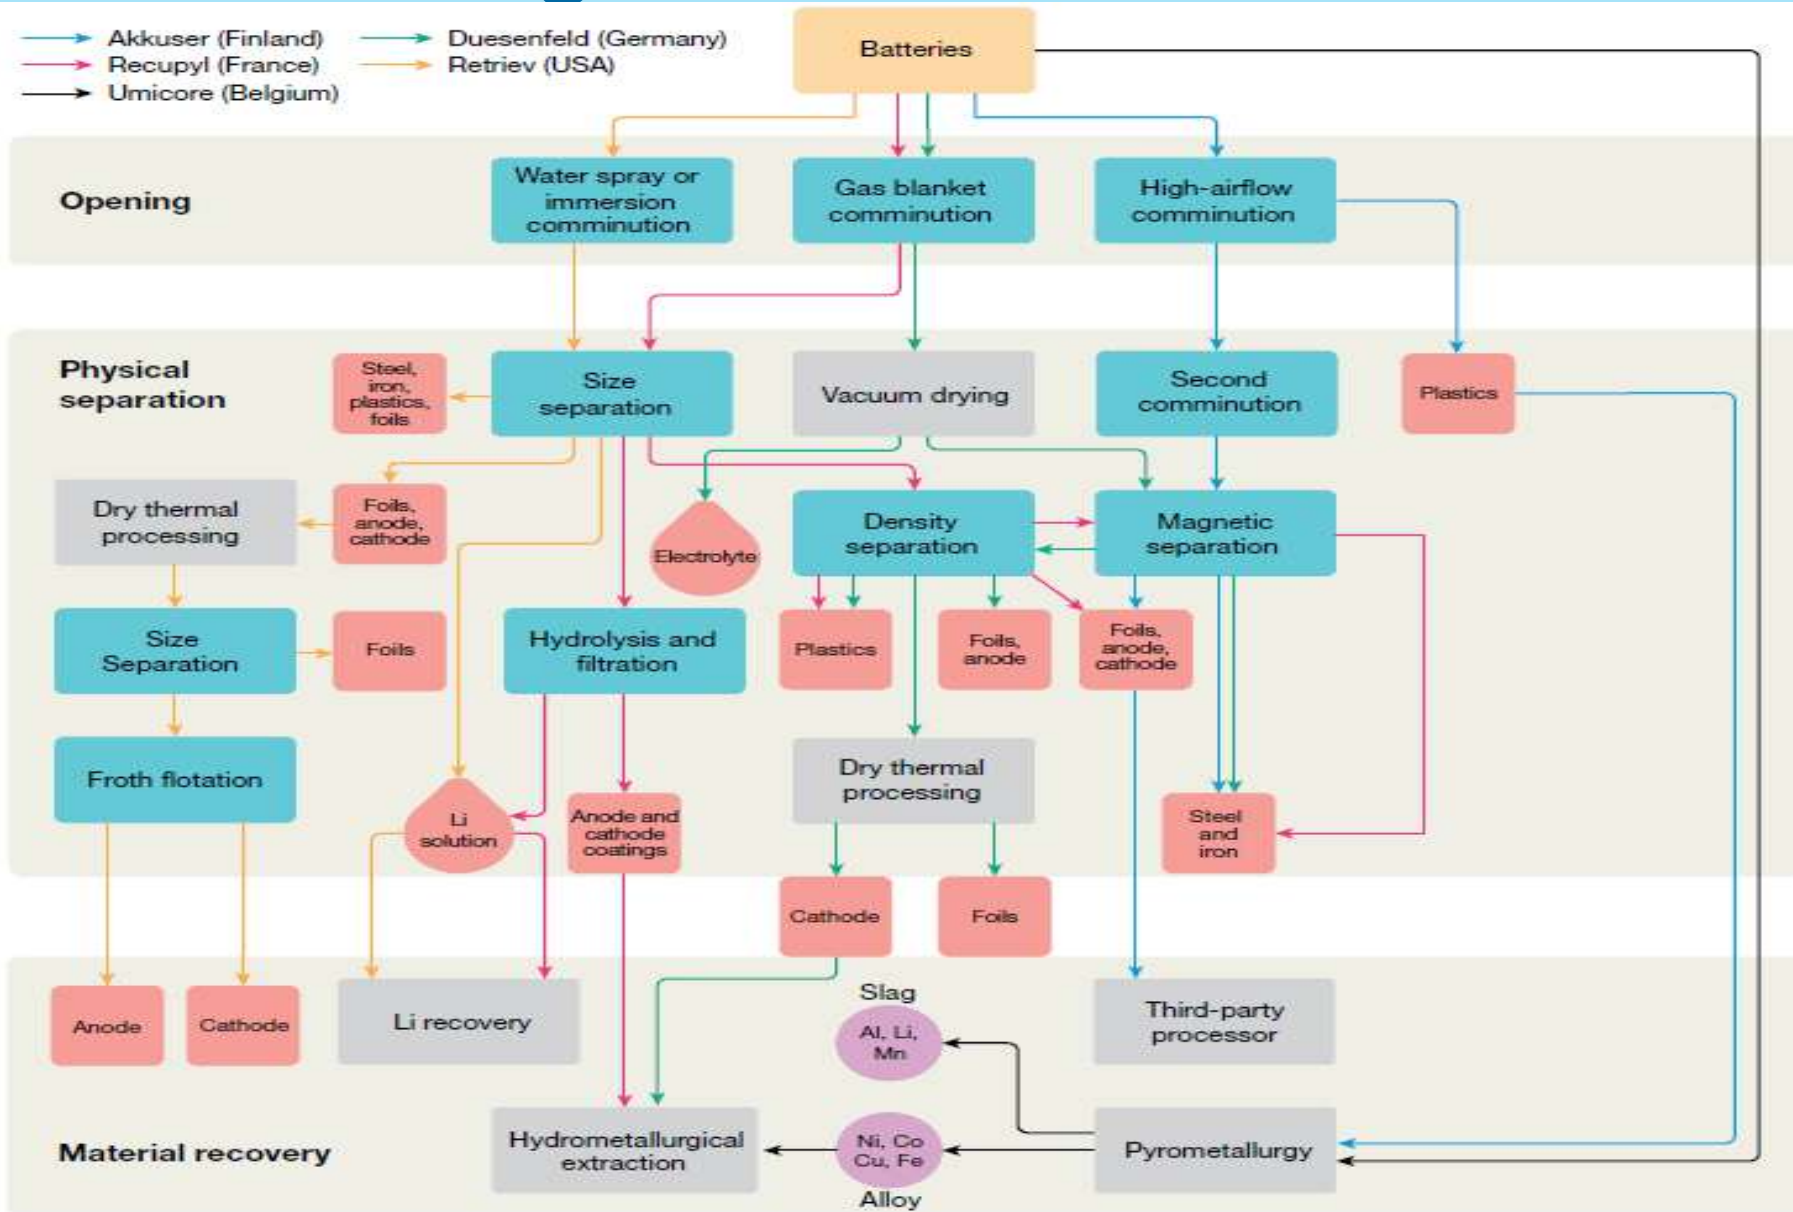 Akkuser (Finland)
Duesenfeld (Germany)
Recupyl (France)
Retriev (USA)
Umicore (Belgium)
Batteries
Opening
Water spray or
immersion
comminution
Gas blanket
comminution
High-airflow
comminution
Physical
separation
Steel,
iron,
plastics,
foils
Size
separation
Vacuum drying
Second
comminution
Plastics
Dry thermal
processing
Foils,
anode,
cathode
Electrolyte
Density
separation
Magnetic
separation
Size
Separation
Foils
Hydrolysis and
filtration
Plastics
Foils,
anode
Foils,
anode,
cathode
Froth flotation
Li
solution
Anode and
cathode
coatings
Dry thermal
processing
Steel
and
iron
Cathode
Foils
Anode
Cathode
Li recovery
Slag
Al, Li,
Mn
Third-party
processor
Material recovery
Hydrometallurgical
extraction
Ni, Co
Cu, Fe
Alloy
Pyrometallurgy